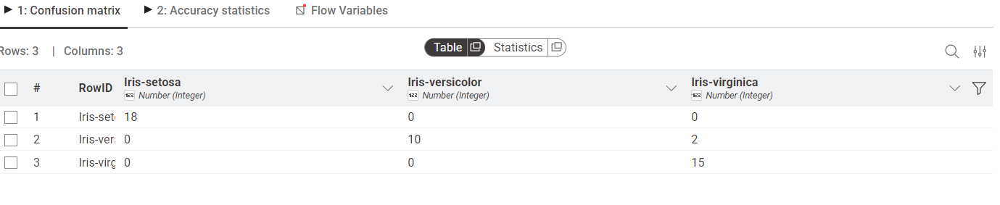 1: Confusion matrix 2: Accuracy statistics Flow Variables
Rows: 3 | Columns: 3 Table Statistics
# RowID Iris-setosa Iris-versicolor Iris-virginica
Number (Integer) Number (Integer) Number (Integer)
1 Iris-set 18 0 0
2 Iris-ver 0 10 2
3 Iris-virg 0 0 15